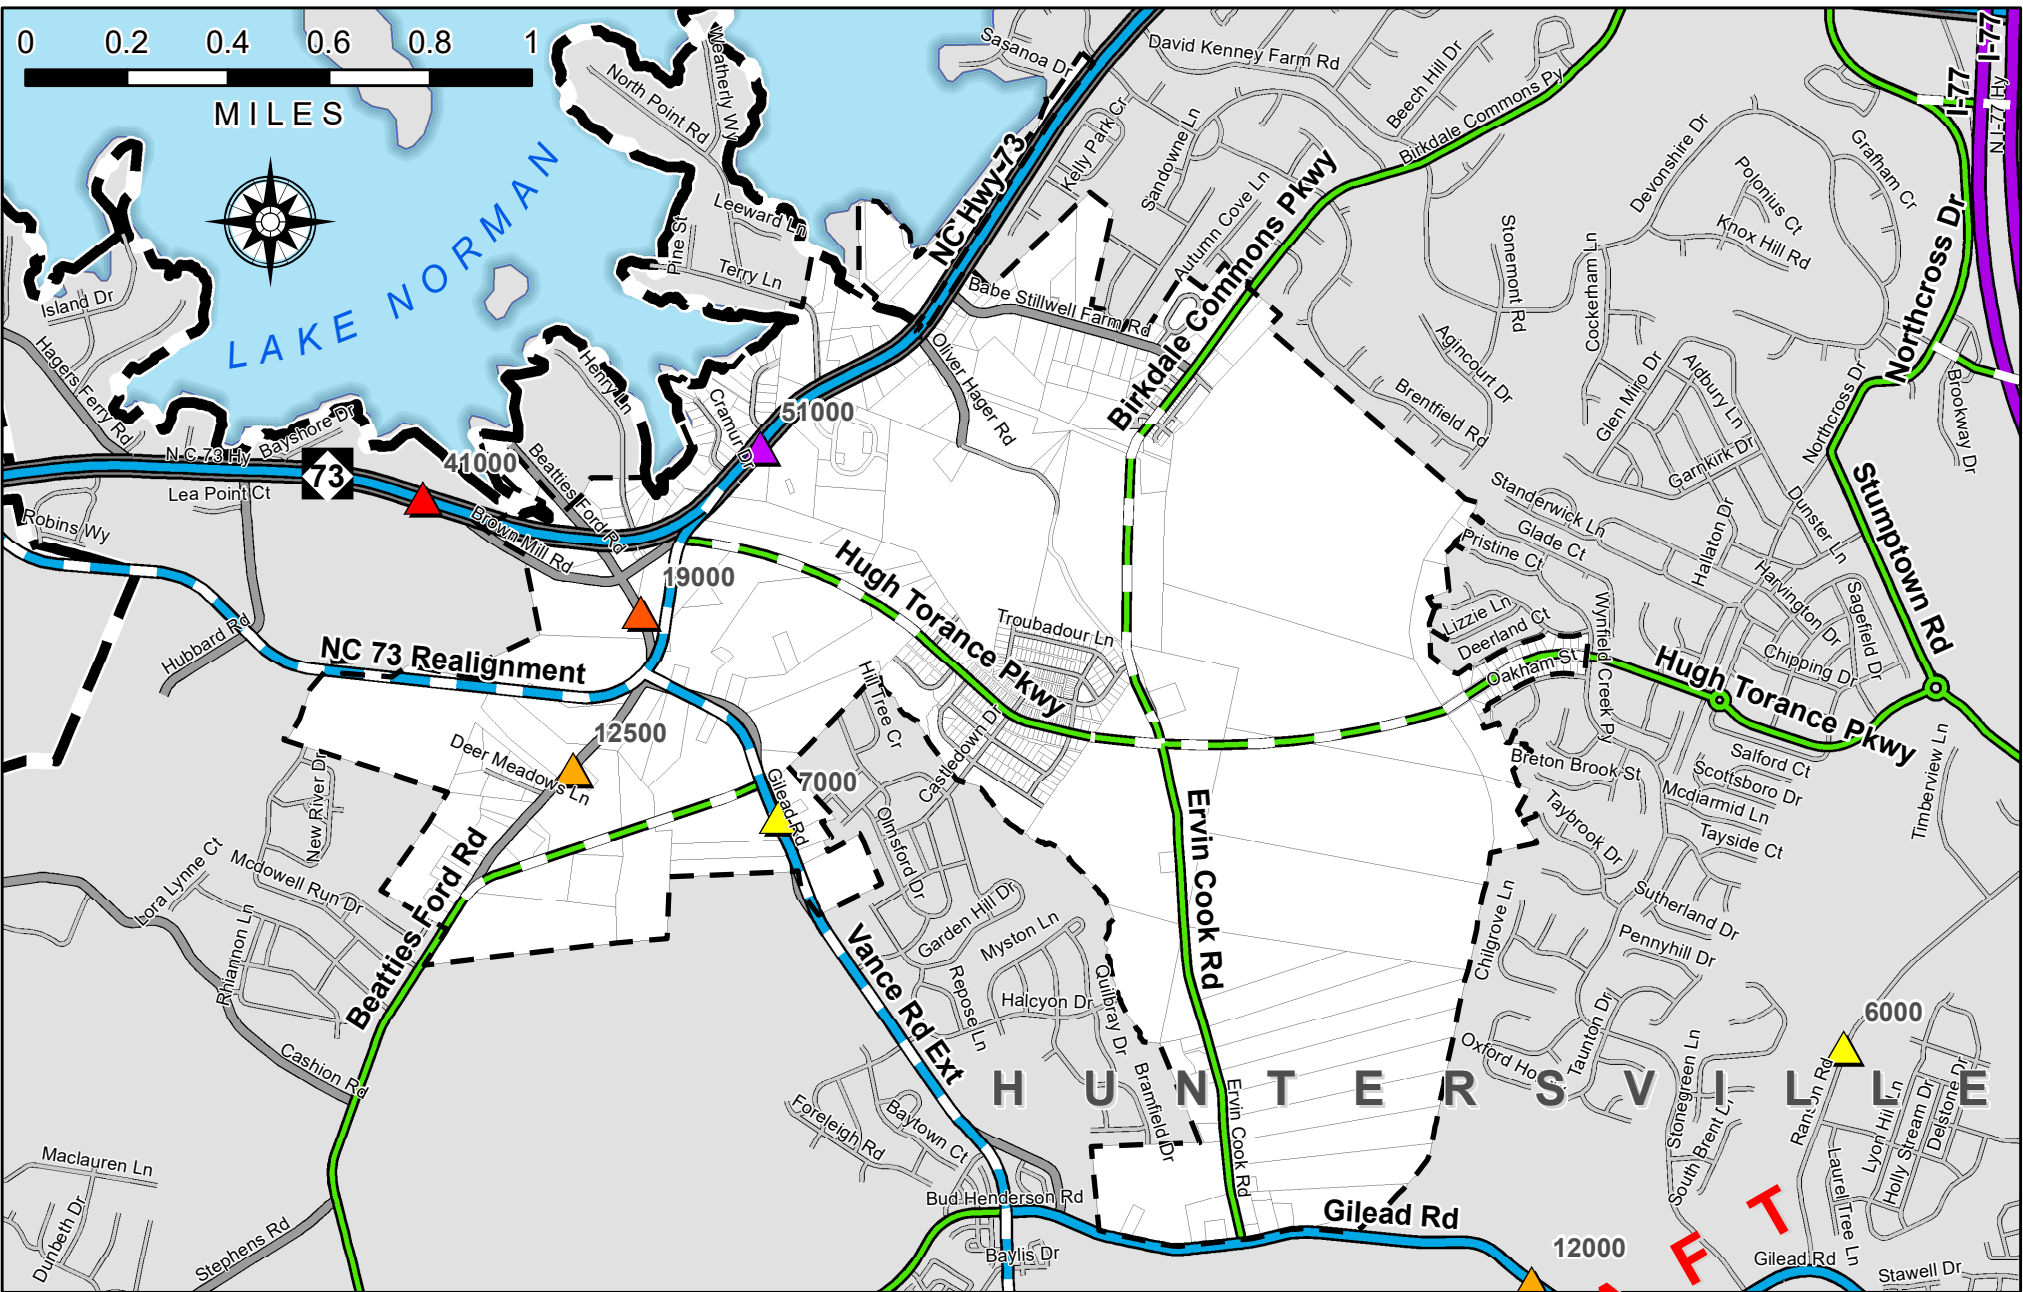 0 0.2 0.4 0.6 0.8 1
MILES
LAKE NORMAN
North Point Rd
Weatherly Wy
Leeward Ln
Pine St
Terry Ln
Sasanoa Dr
David Kenney Farm Rd
Beech Hill Dr
Birkdale Commons Py
I-77
I-77
N I-77 Hy
NC Hwy-73
Kelly Park Cr
Sandowne Ln
Autumn Cove Ln
Birkdale Commons Pkwy
Babe Stillwell Farm Rd
Oliver Hager Rd
Devonshire Dr
Polonius Ct
Knox Hill Rd
Grafham Cr
Northcross Dr
Stonemont Rd
Cockerham Ln
Agincourt Dr
Brentfield Rd
Glen Miro Dr
Aldbury Ln
Garnkirk Dr
Northcross Dr
Brookway Dr
Island Dr
Hagers Ferry Rd
N C 73 Hy
Bayshore Dr
Lea Point Ct
73
41000
Henry Ln
Cramur Dr
51000
Beatties Ford Rd
Brown Mill Rd
Robins Wy
Hubbard Rd
19000
NC 73 Realignment
Hugh Torance Pkwy
Troubadour Ln
Standerwick Ln
Glade Ct
Pristine Ct
Hallaton Dr
Dunster Ln
Stumptown Rd
Harvington Dr
Sagefield Dr
Lizzie Ln
Deerland Ct
Wynfield Creek Py
Oakham St
Chipping Dr
Hugh Torance Pkwy
12500
Deer Meadows Ln
New River Dr
7000
Gilead Rd
Hill Tree Cr
Castledown Dr
Olmsford Dr
Breton Brook St
Salford Ct
Scottsboro Dr
Mcdiarmid Ln
Taybrook Dr
Tayside Ct
Timberview Ln
Ervin Cook Rd
Lora Lynne Ct
Mcdowell Run Dr
Rhiannon Ln
Beatties Ford Rd
Cashion Rd
Vance Rd Ext
Garden Hill Dr
Myston Ln
Repose Ln
Halcyon Dr
Quilbray Dr
Bramfield Dr
Chilgrove Ln
Sutherland Dr
Pennyhill Dr
Taunton Dr
Stonegreen Ln
South Brent Ln
6000
HUNTERSVILLE
Ranson Rd
Lyon Hill Ln
Holly Stream Dr
Delstone Dr
Laurel Tree Ln
Foreleigh Rd
Baytown Ct
Ervin Cook Rd
Maclauren Ln
Dunbeth Dr
Stephens Rd
Bud Henderson Rd
Baylis Dr
Gilead Rd
12000
Gilead Rd
Stawell Dr
F T